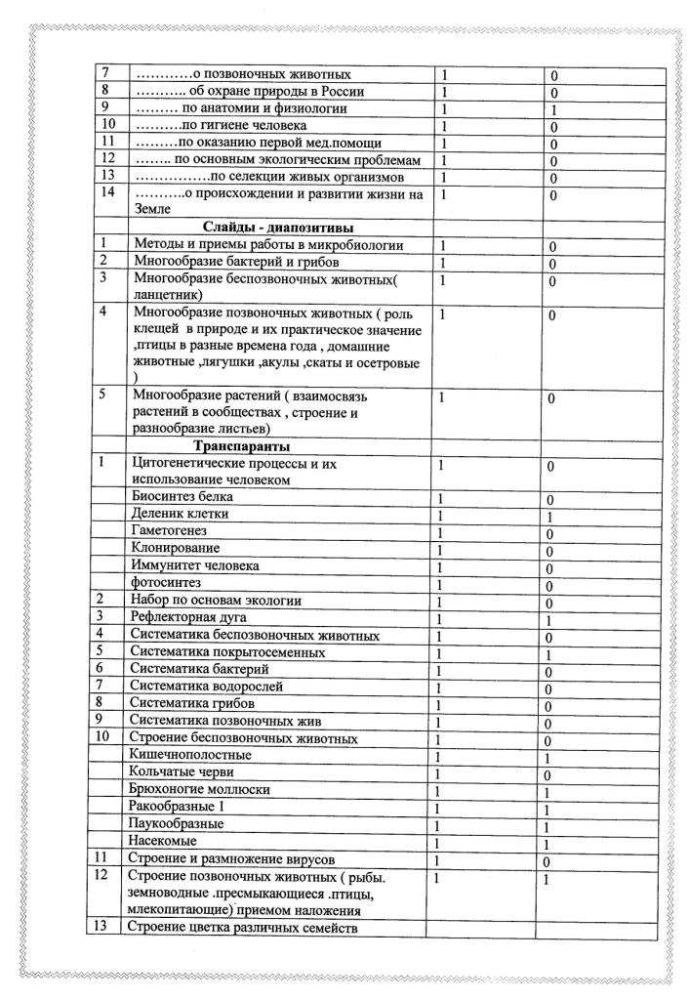 7 …………о позвоночных животных 1 0
8 ……….. об охране природы в России 1 0
9 ……… по анатомии и физиологии 1 1
10 ……….по гигиене человека 1 0
11 ………по оказанию первой мед.помощи 1 0
12 …….. по основным экологическим проблемам 1 0
13 …………….по селекции живых организмов 1 0
14 ………..о происхождении и развитии жизни на 1 0
Земле
Слайды - диапозитивы
1 Методы и приемы работы в микробиологии 1 0
2 Многообразие бактерий и грибов 1 0
3 Многообразие беспозвоночных животных( 1 0
ланцетник)
4 Многообразие позвоночных животных ( роль 1 0
клещей в природе и их практическое значение
,птицы в разные времена года , домашние
животные ,лягушки ,акулы ,скаты и осетровые
)
5 Многообразие растений ( взаимосвязь 1 0
растений в сообществах , строение и
разнообразие листьев)
Транспаранты
1 Цитогенетические процессы и их 1 0
использование человеком
Биосинтез белка 1 0
Деленик клетки 1 1
Гаметогенез 1 0
Клонирование 1 0
Иммунитет человека 1 0
фотосинтез 1 0
2 Набор по основам экологии 1 0
3 Рефлекторная дуга 1 1
4 Систематика беспозвоночных животных 1 0
5 Систематика покрытосеменных 1 1
6 Систематика бактерий 1 0
7 Систематика водорослей 1 0
8 Систематика грибов 1 0
9 Систематика позвоночных жив 1 0
10 Строение беспозвоночных животных 1 0
Кишечнополостные 1 1
Кольчатые черви 1 0
Брюхоногие моллюски 1 1
Ракообразные 1 1 1
Паукообразные 1 1
Насекомые 1 1
11 Строение и размножение вирусов 1 0
12 Строение позвоночных животных ( рыбы. 1 1
земноводные .пресмыкающиеся .птицы,
млекопитающие) приемом наложения
13 Строение цветка различных семейств